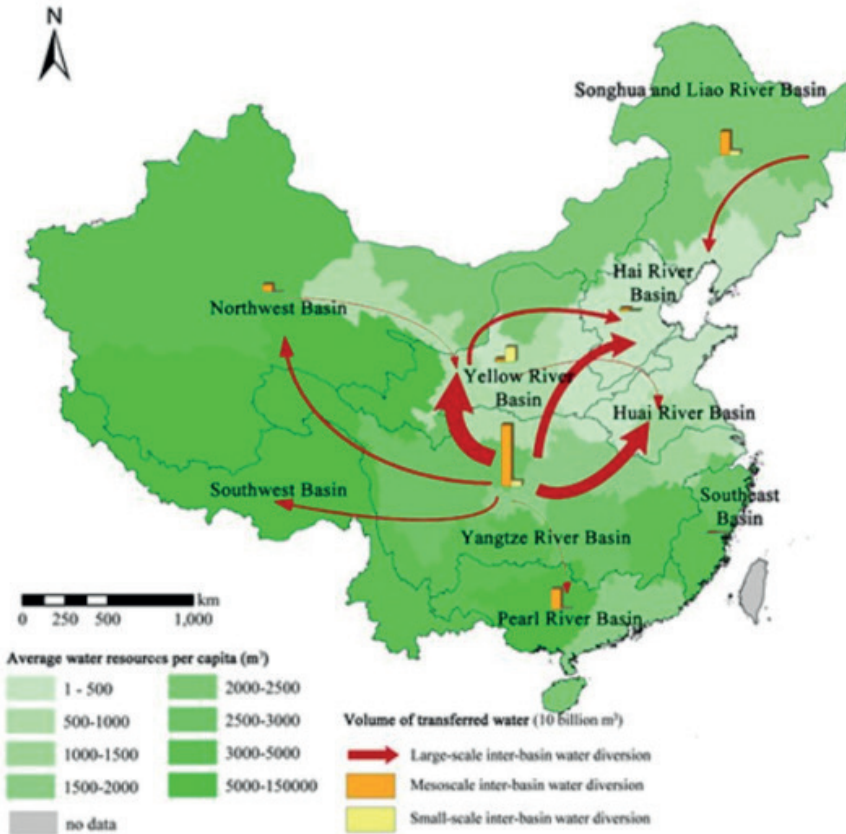 N
Songhua and Liao River Basin
Hai River
Basin
Northwest Basin
Yellow River
Basin
Huai River Basin
Southwest Basin
Southeast
Basin
Yangtze River Basin
Pearl River Basin
km
0 250 500 1,000
Average water resources per capita (m³)
1 - 500
2000-2500
500-1000
2500-3000
1000-1500
3000-5000
1500-2000
5000-150000
no data
Volume of transferred water (10 billion m³)
Large-scale inter-basin water diversion
Mesoscale inter-basin water diversion
Small-scale inter-basin water diversion